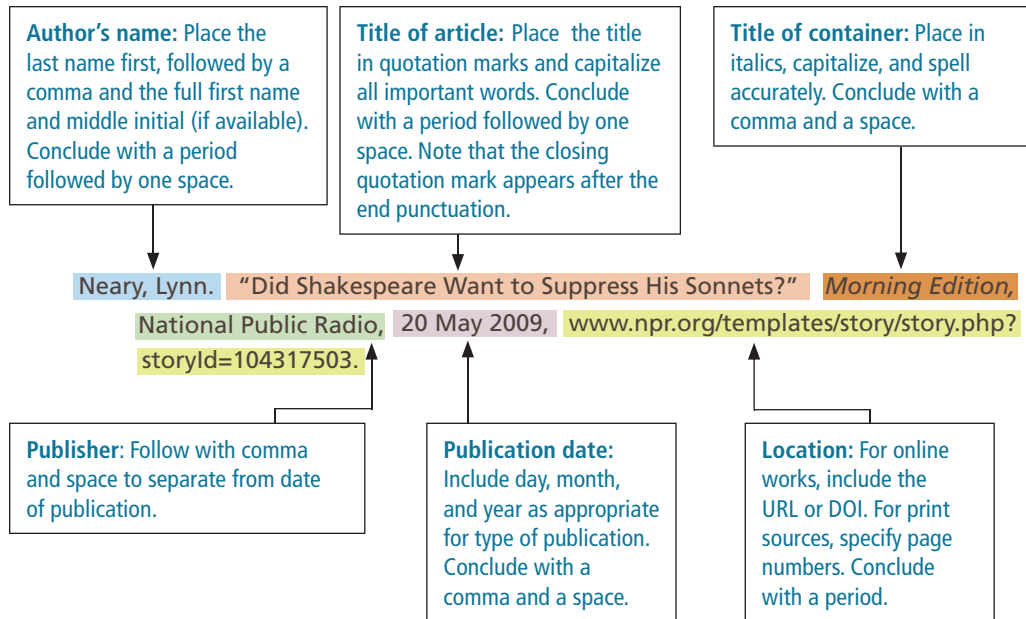 Author's name: Place the
last name first, followed by a
comma and the full first name
and middle initial (if available).
Conclude with a period
followed by one space.
Title of article: Place the title
in quotation marks and capitalize
all important words. Conclude
with a period followed by one
space. Note that the closing
quotation mark appears after the
end punctuation.
Title of container: Place in
italics, capitalize, and spell
accurately. Conclude with a
comma and a space.
Neary, Lynn. “Did Shakespeare Want to Suppress His Sonnets?” Morning Edition,
National Public Radio, 20 May 2009, www.npr.org/templates/story/story.php?
storyId=104317503.
Publisher: Follow with comma
and space to separate from date
of publication.
Publication date:
Include day, month,
and year as appropriate
for type of publication.
Conclude with a
comma and a space.
Location: For online
works, include the
URL or DOI. For print
sources, specify page
numbers. Conclude
with a period.